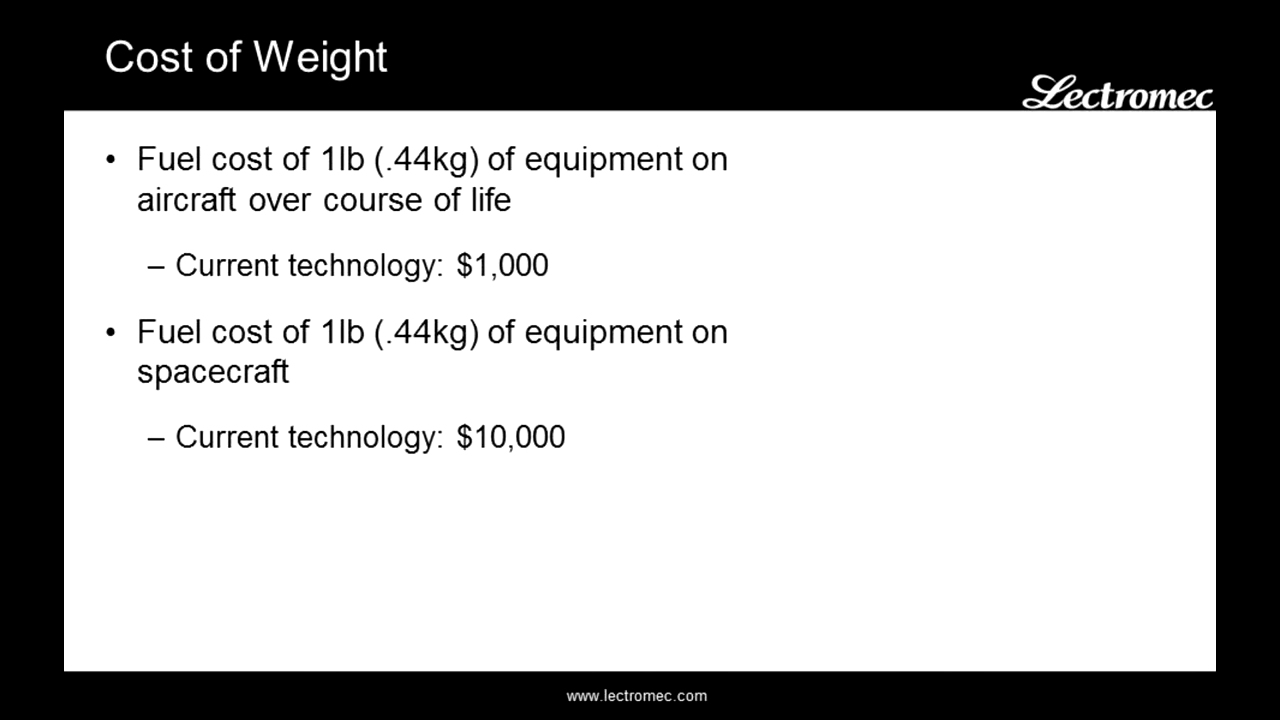 Cost of Weight
Lectromec
• Fuel cost of 1lb (.44kg) of equipment on
aircraft over course of life
– Current technology: $1,000
• Fuel cost of 1lb (.44kg) of equipment on
spacecraft
– Current technology: $10,000
www.lectromec.com